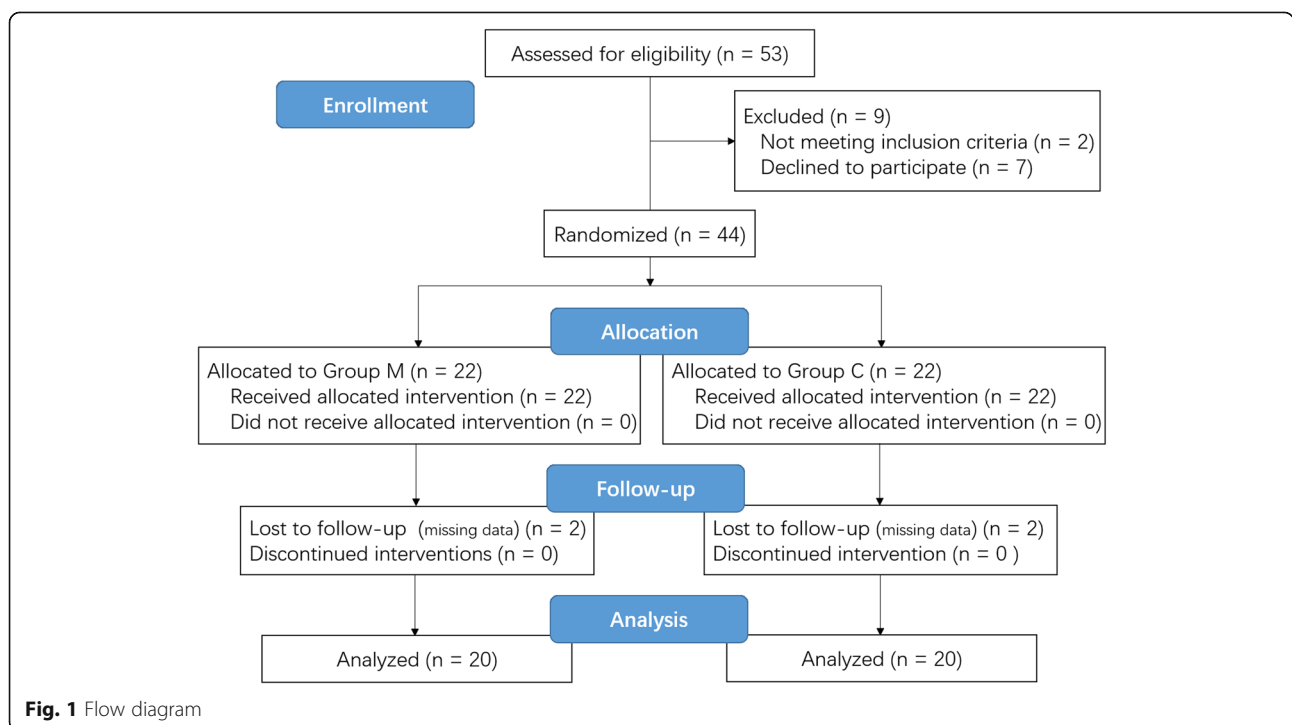 Assessed for eligibility (n = 53)
Enrollment
Excluded (n = 9)
Not meeting inclusion criteria (n = 2)
Declined to participate (n = 7)
Randomized (n = 44)
Allocation
Allocated to Group M (n = 22)
Received allocated intervention (n = 22)
Did not receive allocated intervention (n = 0)
Allocated to Group C (n = 22)
Received allocated intervention (n = 22)
Did not receive allocated intervention (n = 0)
Follow-up
Lost to follow-up (missing data) (n = 2)
Discontinued interventions (n = 0)
Lost to follow-up (missing data) (n = 2)
Discontinued intervention (n = 0 )
Analysis
Analyzed (n = 20)
Analyzed (n = 20)
Fig. 1 Flow diagram